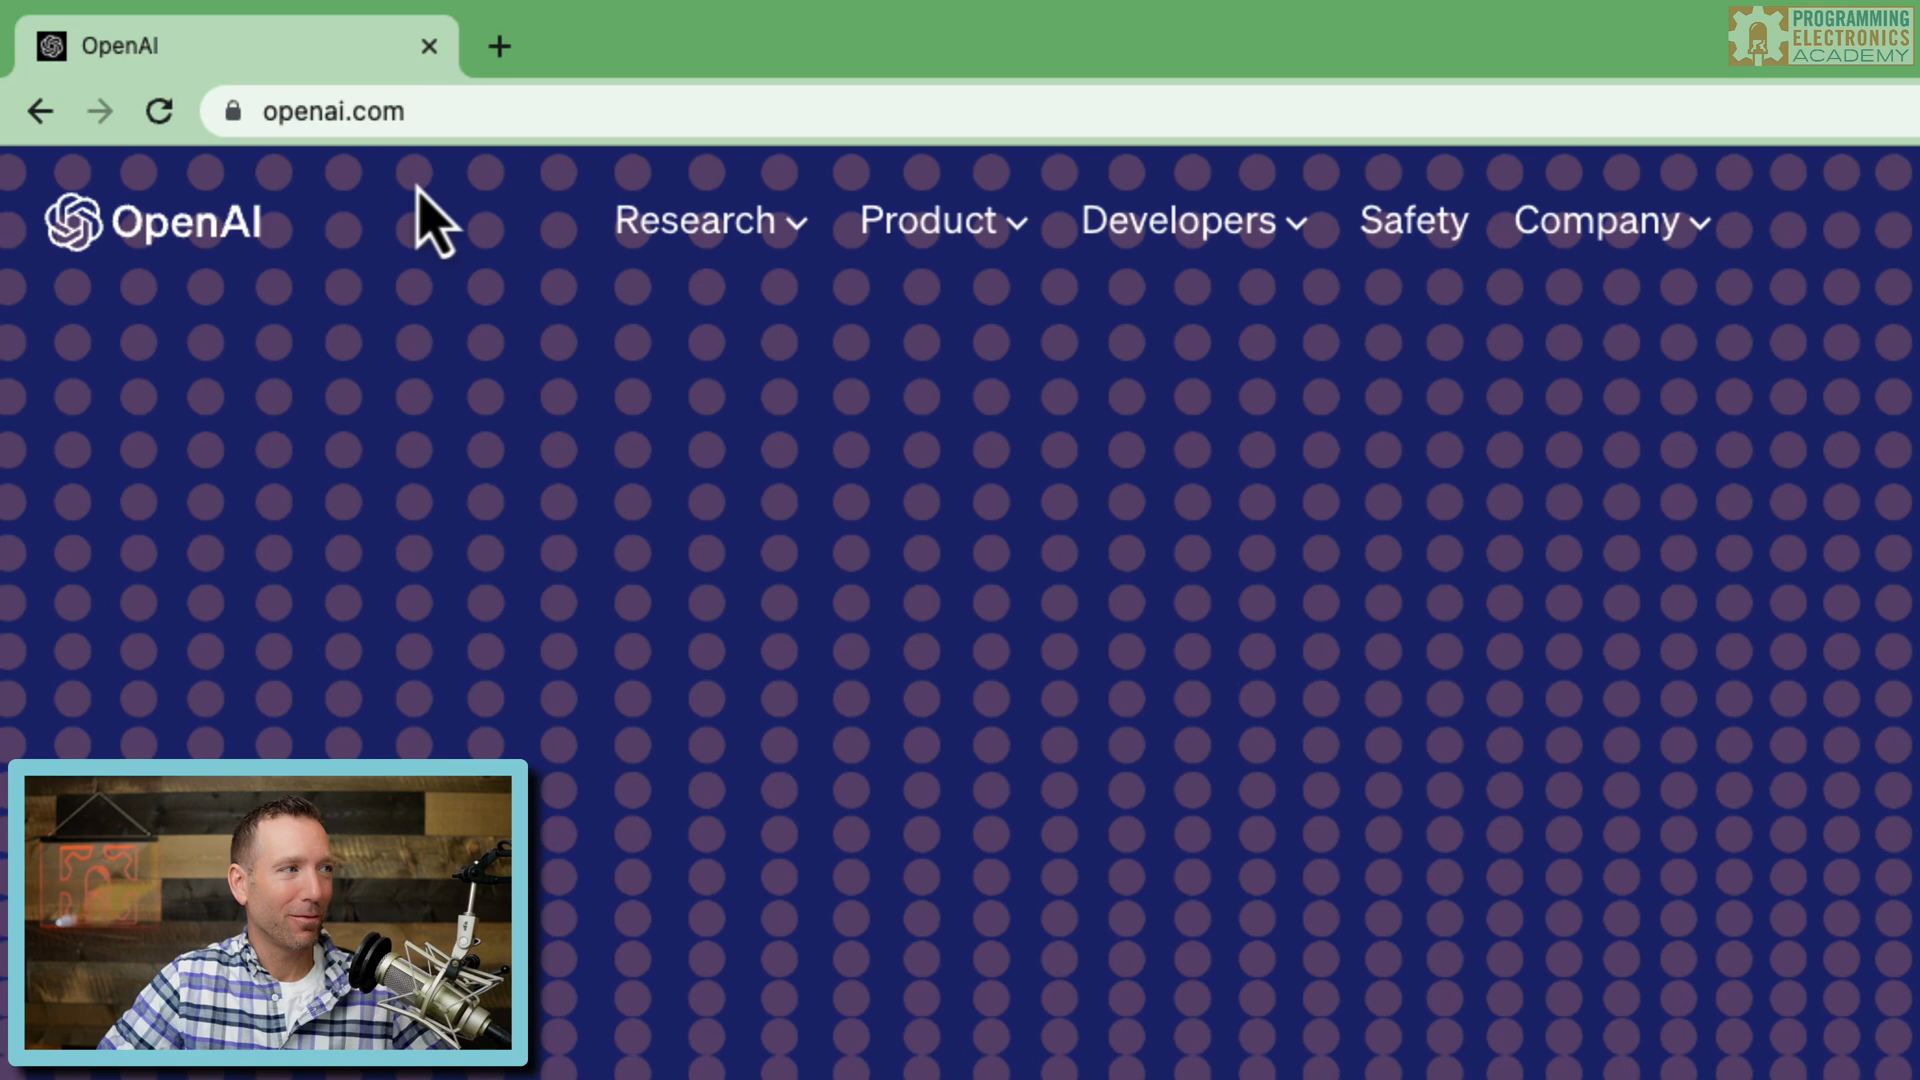 OpenAI
PROGRAMMING
ELECTRONICS
ACADEMY
openai.com
OpenAI
Research
Product
Developers
Safety
Company